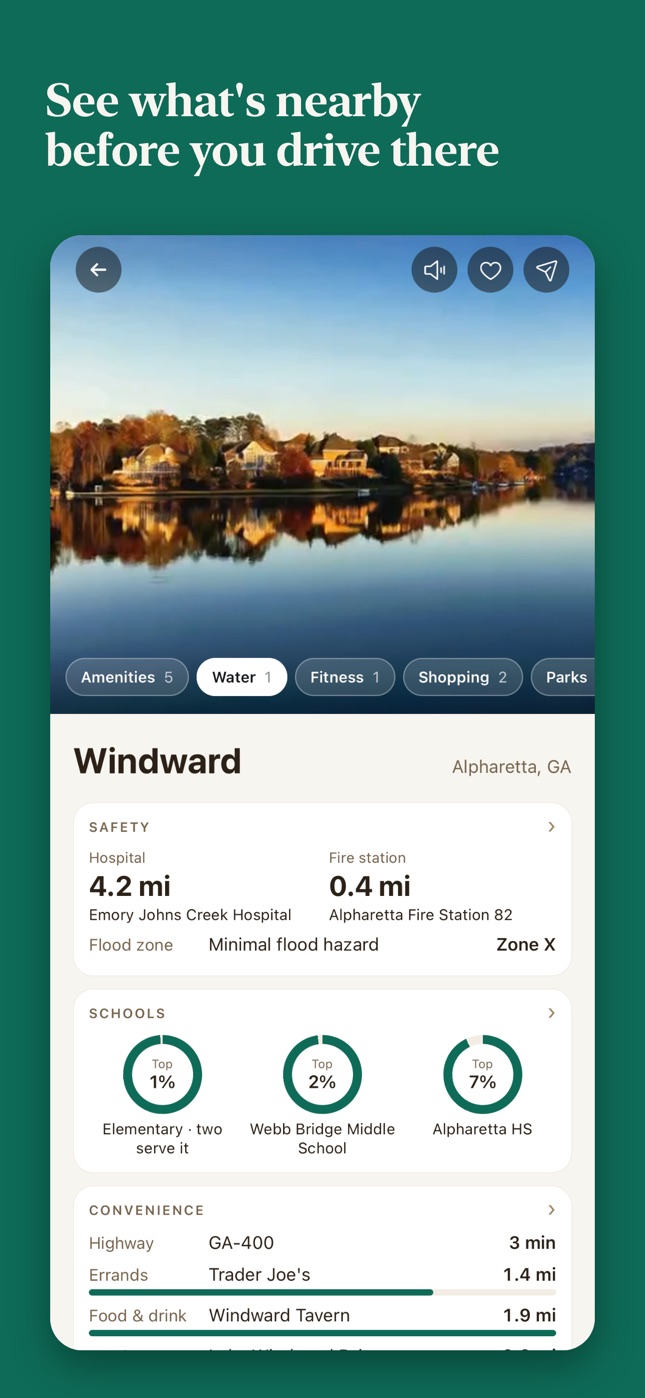 See what's nearby
before you drive there
Amenities 5 Water 1 Fitness 1 Shopping 2 Parks
Windward Alpharetta, GA
SAFETY
Hospital Fire station
4.2 mi 0.4 mi
Emory Johns Creek Hospital Alpharetta Fire Station 82
Flood zone Minimal flood hazard Zone X
SCHOOLS
Top Top Top
1% 2% 7%
Elementary · two Webb Bridge Middle Alpharetta HS
serve it School
CONVENIENCE
Highway GA-400 3 min
Errands Trader Joe's 1.4 mi
Food & drink Windward Tavern 1.9 mi